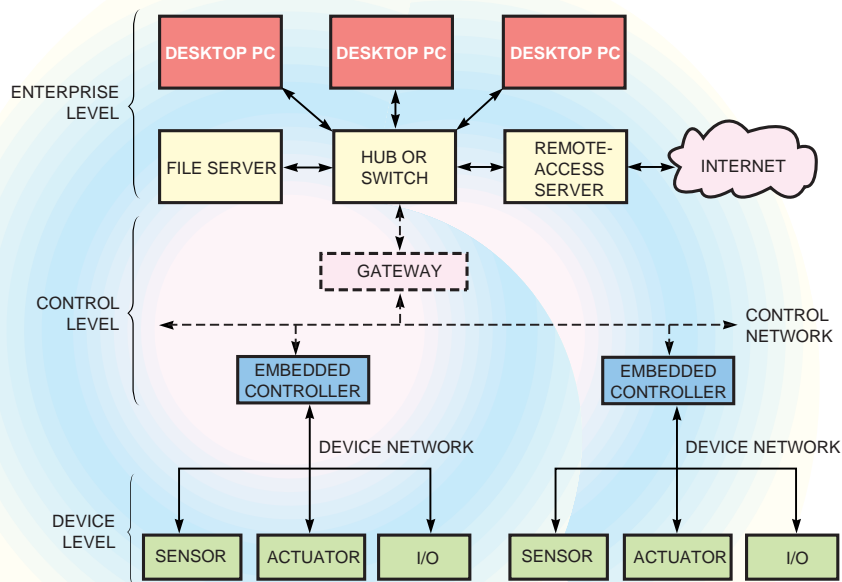 DESKTOP PC
DESKTOP PC
DESKTOP PC
ENTERPRISE
LEVEL
FILE SERVER
HUB OR
SWITCH
REMOTE-
ACCESS
SERVER
INTERNET
GATEWAY
CONTROL
LEVEL
CONTROL
NETWORK
EMBEDDED
CONTROLLER
EMBEDDED
CONTROLLER
DEVICE NETWORK
DEVICE NETWORK
DEVICE
LEVEL
SENSOR
ACTUATOR
I/O
SENSOR
ACTUATOR
I/O